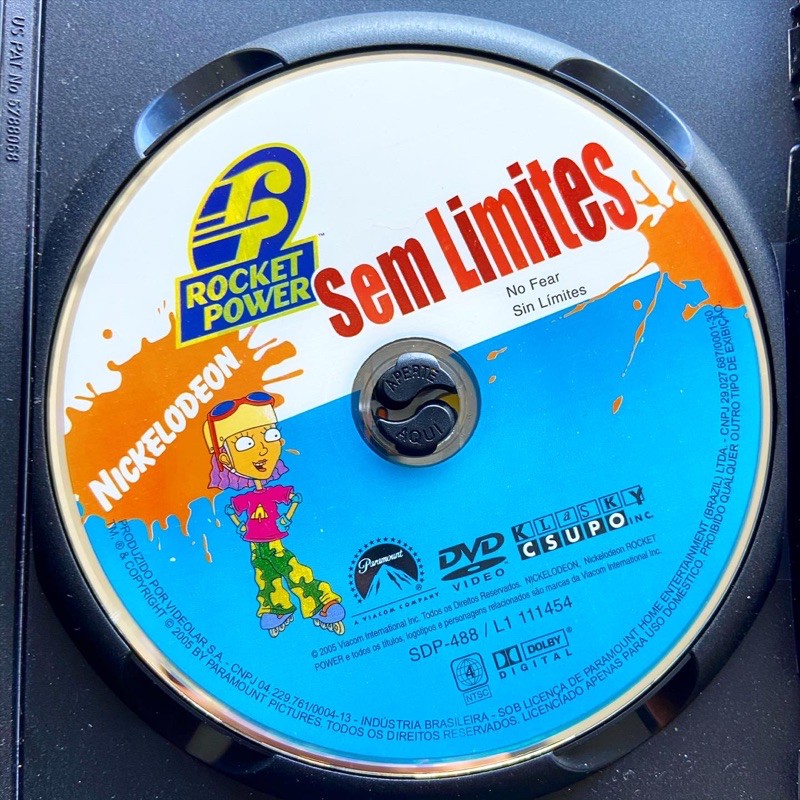 US PAT No 5788068
ROCKET
POWER™
Sem Limites
No Fear
Sin Límites
NICKELODEON
APERTE
AQUI
Paramount
A VIACOM COMPANY
DVD
VIDEO
KLaSKY
CSUPO INC.
© 2005 Viacom International Inc. Todos os Direitos Reservados. NICKELODEON, Nickelodeon ROCKET
POWER e todos os títulos, logotipos e personagens relacionados são marcas da Viacom International Inc.
SDP-488 / L1 111454
4
NTSC
DOLBY
DIGITAL
PRODUZIDO POR VIDEOLAR S.A. - CNPJ 04.229.761/0004-13 - INDÚSTRIA BRASILEIRA - SOB LICENÇA DE PARAMOUNT HOME ENTERTAINMENT (BRAZIL) LTDA - CNPJ 29.027.687/0001-30
TM, ® & COPYRIGHT © 2005 BY PARAMOUNT PICTURES. TODOS OS DIREITOS RESERVADOS. LICENCIADO APENAS PARA USO DOMÉSTICO. PROIBIDO QUALQUER OUTRO TIPO DE EXIBIÇÃO.